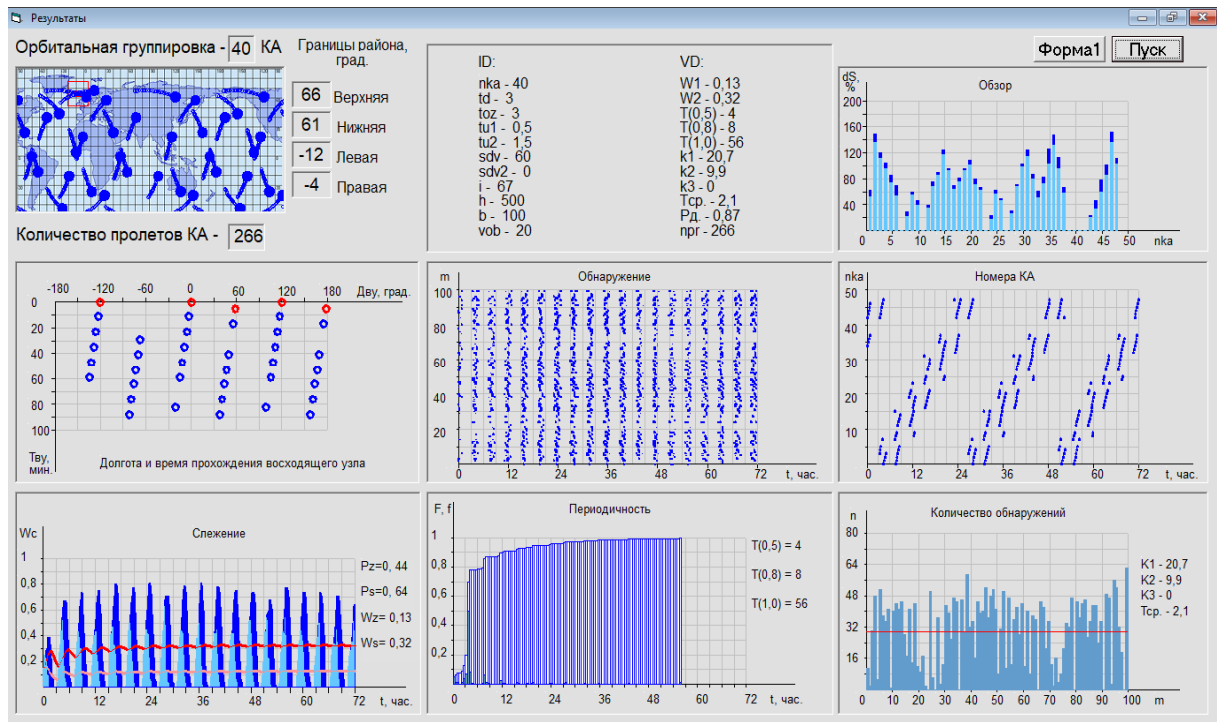 Результаты
Орбитальная группировка - 40 КА
Границы района, град.
66 Верхняя
61 Нижняя
-12 Левая
-4 Правая
Количество пролетов КА - 266
ID:
nka - 40
td - 3
toz - 3
tu1 - 0,5
tu2 - 1,5
sdv - 60
sdv2 - 0
i - 67
h - 500
b - 100
vob - 20
VD:
W1 - 0,13
W2 - 0,32
T(0,5) - 4
T(0,8) - 8
T(1,0) - 56
k1 - 20,7
k2 - 9,9
k3 - 0
Тср. - 2,1
Рд. - 0,87
npr - 266
Форма1 Пуск
dS, %
Обзор
200
160
120
80
40
0 5 10 15 20 25 30 35 40 45 50 nka
-180 -120 -60 0 60 120 180 Дву, град.
0
20
40
60
80
100
Тву, мин.
Долгота и время прохождения восходящего узла
m
Обнаружение
100
80
60
40
20
0 12 24 36 48 60 72 t, час.
nka
Номера КА
50
40
30
20
10
0 12 24 36 48 60 72 t, час.
Wc
Слежение
1
0,8
0,6
0,4
0,2
0 12 24 36 48 60 72 t, час.
Pz=0, 44
Ps=0, 64
Wz= 0,13
Ws= 0,32
F, f
Периодичность
1
0,8
0,6
0,4
0,2
0 12 24 36 48 60 72 t, час.
T(0,5) = 4
T(0,8) = 8
T(1,0) = 56
n
Количество обнаружений
80
64
48
32
16
0 10 20 30 40 50 60 70 80 90 100 m
K1 - 20,7
K2 - 9,9
K3 - 0
Тср. - 2,1